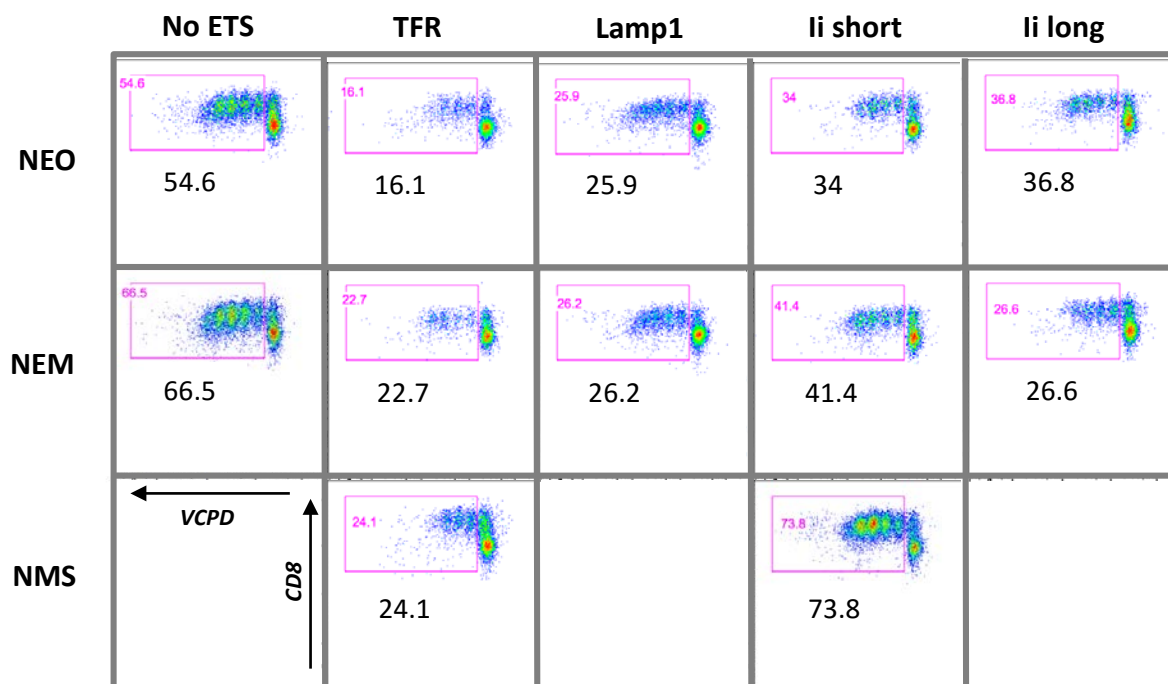 No ETS TFR Lamp1 Ii short Ii long
NEO
54.6 16.1 25.9 34 36.8
54.6 16.1 25.9 34 36.8
NEM
66.5 22.7 26.2 41.4 26.6
66.5 22.7 26.2 41.4 26.6
NMS
VCPD
CD8
24.1 73.8
24.1 73.8